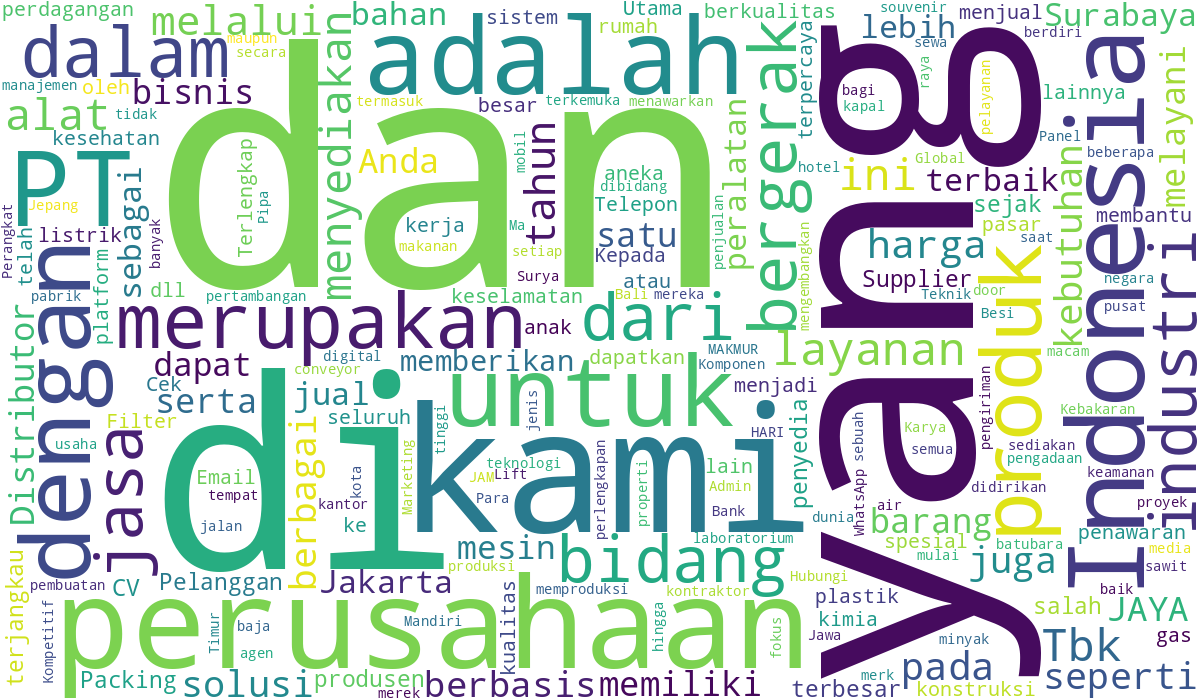 perdagangan
melalui
maupun
secara
bahan
sistem
Utama
rumah
berkualitas
souvenir
lebih
sewa
menjual
berdiri
Surabaya
dalam
adalah
manajemen
oleh
bisnis
alat
tidak
kesehatan
menyediakan
termasuk
besar
terkemuka
menawarkan
bergerak
terpercaya
yang
bagi
kapal
raya
pelayanan
lainnya
Indonesia
melayani
PT
dan
Terlengkap
Pipa
Anda
tahun
mobil
aneka
dibidang
Telepon
peralatan
hotel
Global
ini
terbaik
Panel
beberapa
kebutuhan
Jepang
Perangkat
sebagai
listrik
telah
banyak
kerja
makanan
Ma
setiap
Surya
satu
Kepada
penjualan
harga
sejak
pasar
saat
membantu
industri
dengan
pabrik
platform
dll
pertambangan
keselamatan
atau
Bali
mereka
mengembangkan
Supplier
Teknik
door
Besi
produk
negara
pusat
Distributor
merupakan
anak
dari
layanan
macam
dapat
digital
conveyor
memberikan
dapatkan
MAKMUR
Komponen
menjadi
Cek
serta
jual
seluruh
untuk
jenis
tinggi
Filter
usaha
jasa
di
kami
berbagai
Email
tempat
jalan
kantor
kota
ke
Marketing
teknologi
JAM
Lift
Para
perlengkapan
properti
lain
Admin
Bank
HARI
penyedia
WhatsApp
sebuah
Karya
semua
pengiriman
Kebakaran
sediakan
pengadaan
keamanan
didirikan
proyek
air
dunia
barang
spesial
mulai
batubara
juga
penawaran
media
sawit
mesin
laboratorium
bidang
terjangkau
pembuatan
CV
Pelanggan
Jakarta
produksi
kualitas
memproduksi
kontraktor
Hubungi
plastik
kimia
Jawa
minyak
salah
baik
JAYA
gas
Kompetitif
perusahaan
Timur
baja
agen
Mandiri
hingga
fokus
Packing
solusi
produsen
merek
berbasis
memiliki
merk
terbesar
pada
konstruksi
Tbk
seperti